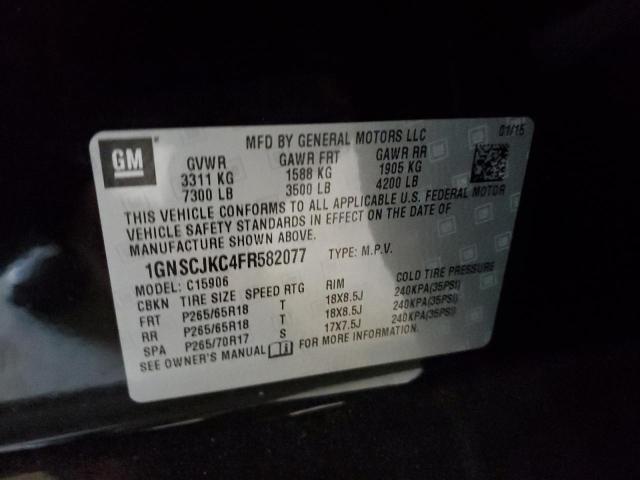 GM
MFD BY GENERAL MOTORS LLC 01/15
GVWR GAWR FRT GAWR RR
3311 KG 1588 KG 1905 KG
7300 LB 3500 LB 4200 LB
THIS VEHICLE CONFORMS TO ALL APPLICABLE U.S. FEDERAL MOTOR
VEHICLE SAFETY STANDARDS IN EFFECT ON THE DATE OF
MANUFACTURE SHOWN ABOVE.
1GNSCJKC4FR582077 TYPE: M.P.V.
MODEL: C15906
CBKN TIRE SIZE SPEED RTG RIM COLD TIRE PRESSURE
FRT P265/65R18 T 18X8.5J 240KPA(35PSI)
RR P265/65R18 T 18X8.5J 240KPA(35PSI)
SPA P265/70R17 S 17X7.5J 240KPA(35PSI)
SEE OWNER'S MANUAL FOR MORE INFORMATION.